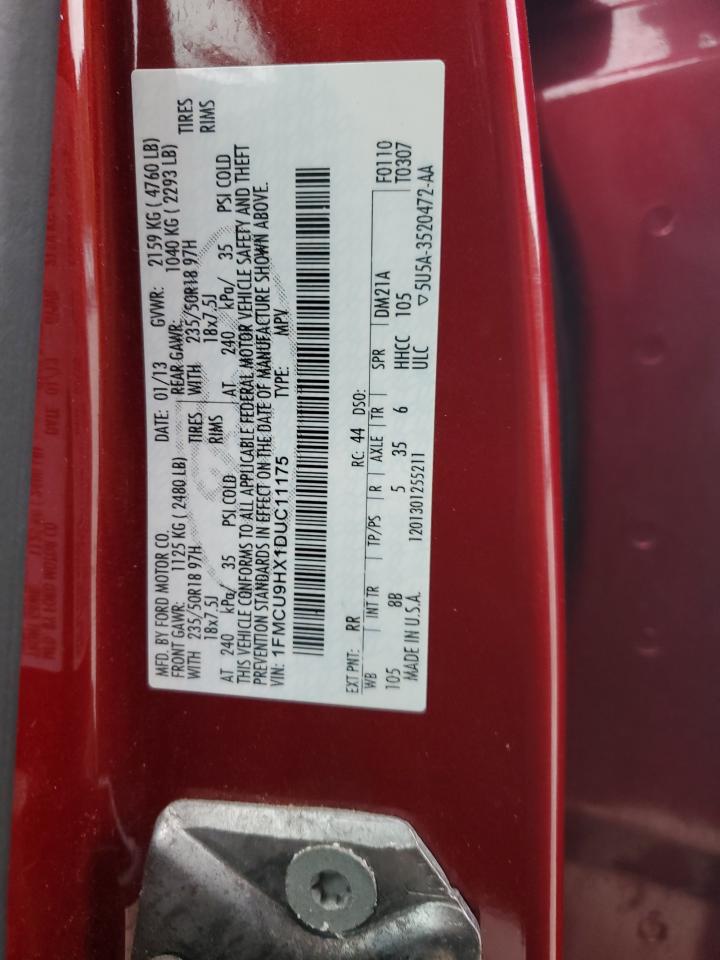 MFD. BY FORD MOTOR CO.
DATE: 01/13 GVWR: 2159 KG ( 4760 LB)
FRONT GAWR: 1125 KG ( 2480 LB) REAR GAWR: 1040 KG ( 2293 LB)
WITH 235/50R18 97H TIRES WITH 235/50R18 97H TIRES
18x7.5J RIMS 18x7.5J RIMS
AT 240 kPa/ 35 PSI COLD AT 240 kPa/ 35 PSI COLD
THIS VEHICLE CONFORMS TO ALL APPLICABLE FEDERAL MOTOR VEHICLE SAFETY AND THEFT
PREVENTION STANDARDS IN EFFECT ON THE DATE OF MANUFACTURE SHOWN ABOVE.
VIN: 1FMCU9HX1DUC11175 TYPE: MPV
EXT PNT: RR RC: 44 DSO: F0110
WB INT TR TP/PS R AXLE TR SPR DM21A T0307
105 8B 5 35 6 HHCC 105
MADE IN U.S.A. 1201301255211 ULC ▽5U5A-3520472-AA